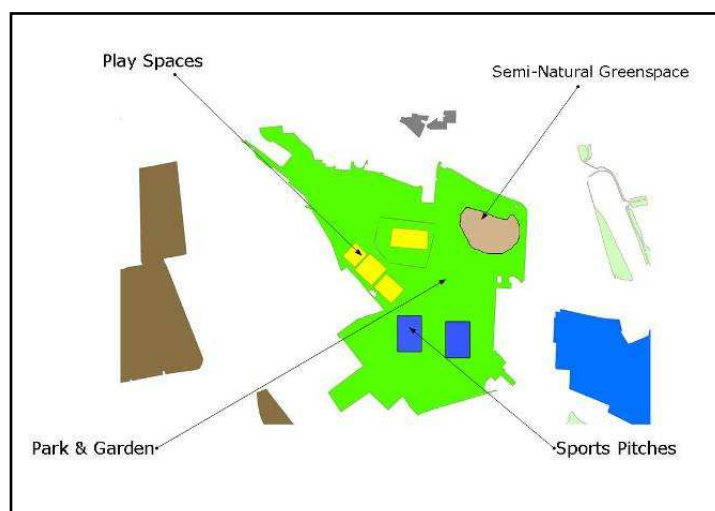 Play Spaces
Semi-Natural Greenspace
Park & Garden
Sports Pitches